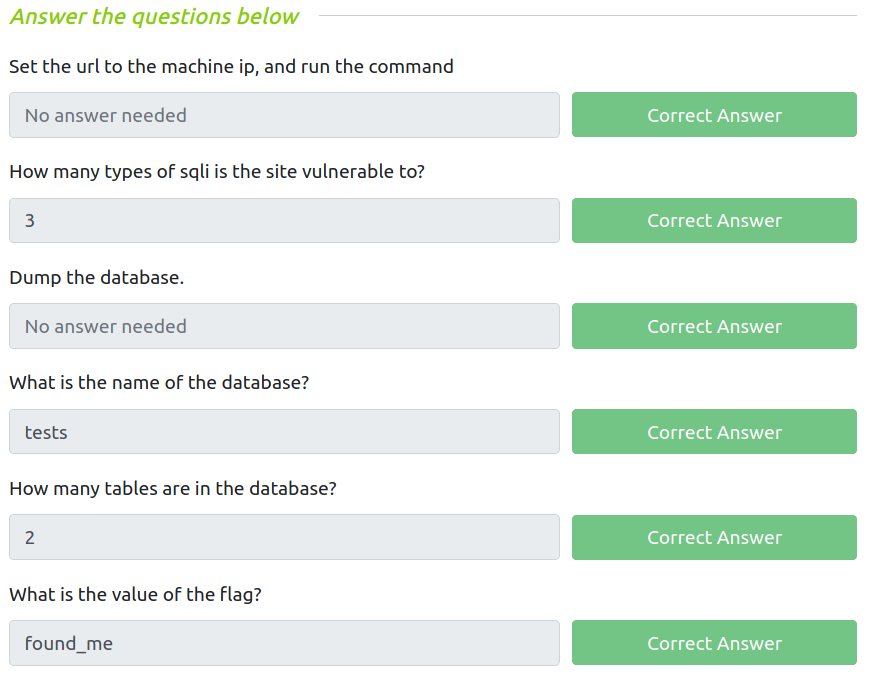 Answer the questions below
Set the url to the machine ip, and run the command
No answer needed
Correct Answer
How many types of sqli is the site vulnerable to?
3
Correct Answer
Dump the database.
No answer needed
Correct Answer
What is the name of the database?
tests
Correct Answer
How many tables are in the database?
2
Correct Answer
What is the value of the flag?
found_me
Correct Answer